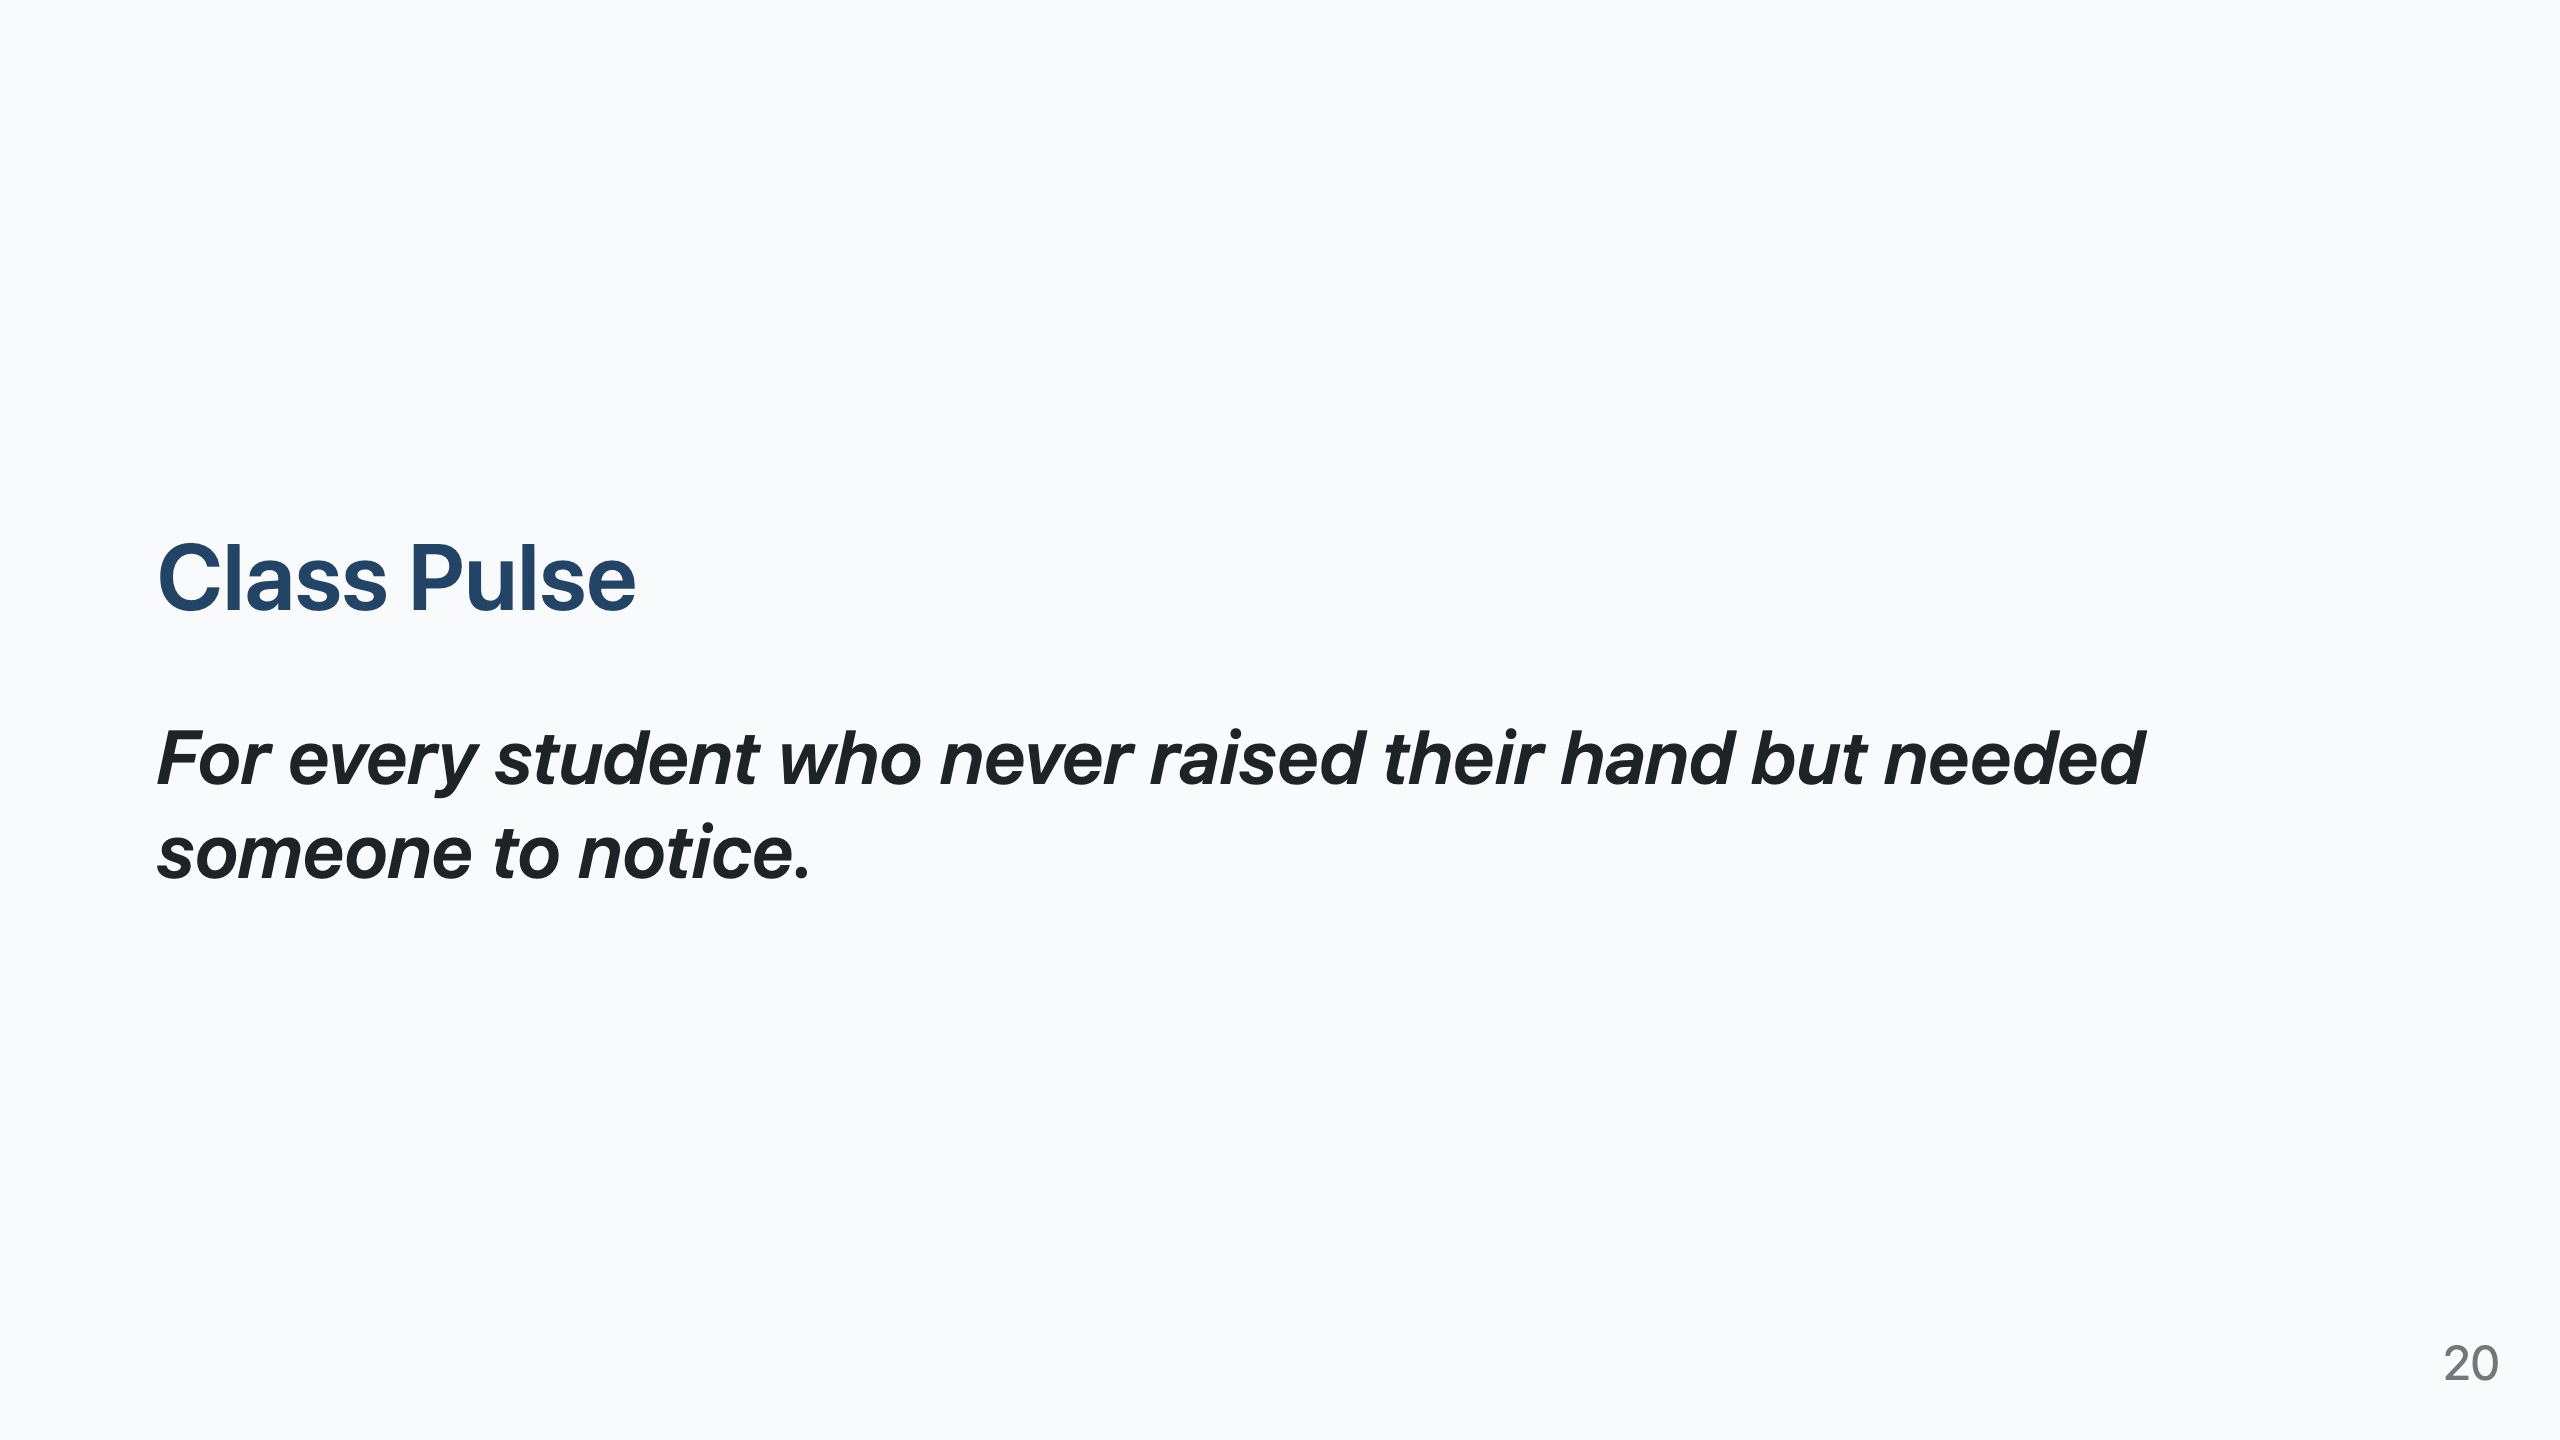 Class Pulse
For every student who never raised their hand but needed
someone to notice.
20